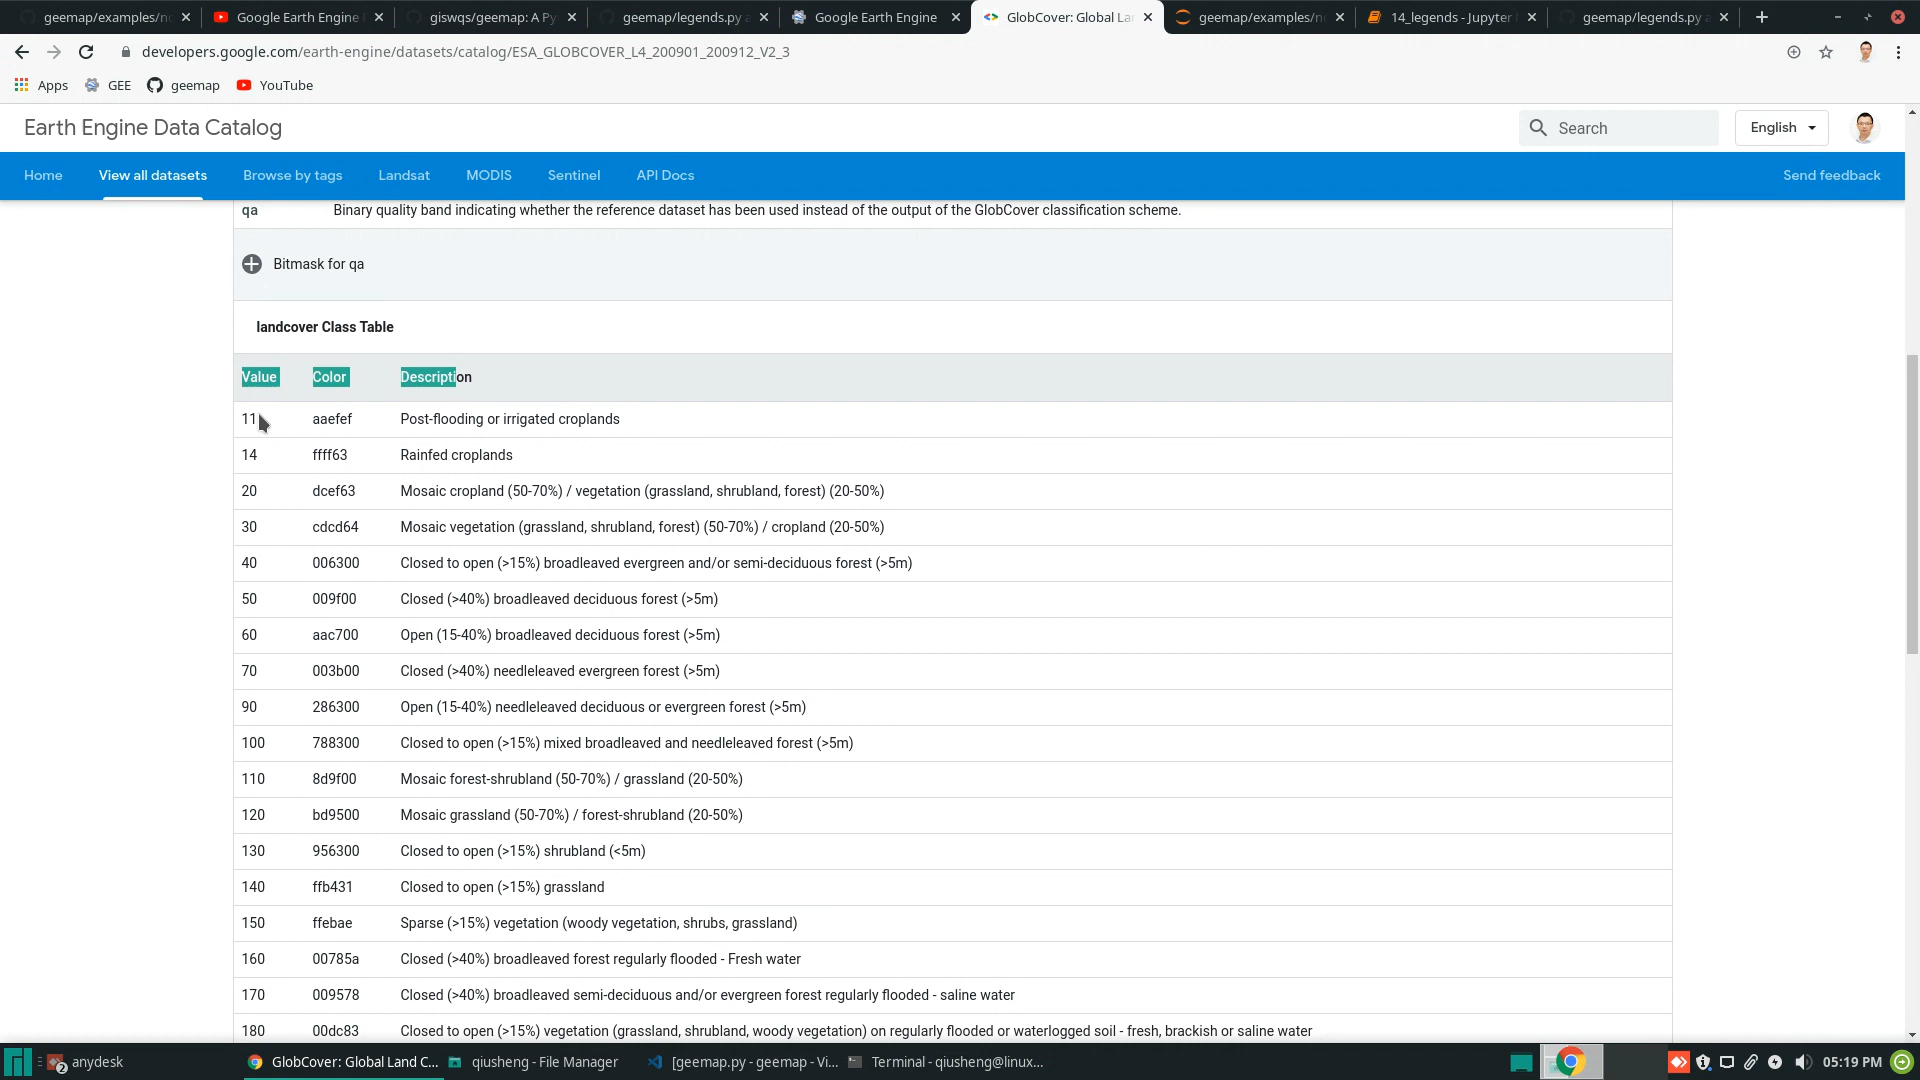 geemap/examples/no
Google Earth Engine
giswqs/geemap: A Py
geemap/legends.py a
Google Earth Engine
GlobCover: Global La
geemap/examples/n
14_legends - Jupyter
geemap/legends.py a
developers.google.com/earth-engine/datasets/catalog/ESA_GLOBCOVER_L4_200901_200912_V2_3
Apps GEE geemap YouTube
Earth Engine Data Catalog
Search
English
Home View all datasets Browse by tags Landsat MODIS Sentinel API Docs Send feedback
qa Binary quality band indicating whether the reference dataset has been used instead of the output of the GlobCover classification scheme.
Bitmask for qa
landcover Class Table
Value Color Description
11 aaefef Post-flooding or irrigated croplands
14 ffff63 Rainfed croplands
20 dcef63 Mosaic cropland (50-70%) / vegetation (grassland, shrubland, forest) (20-50%)
30 cdcd64 Mosaic vegetation (grassland, shrubland, forest) (50-70%) / cropland (20-50%)
40 006300 Closed to open (>15%) broadleaved evergreen and/or semi-deciduous forest (>5m)
50 009f00 Closed (>40%) broadleaved deciduous forest (>5m)
60 aac700 Open (15-40%) broadleaved deciduous forest (>5m)
70 003b00 Closed (>40%) needleleaved evergreen forest (>5m)
90 286300 Open (15-40%) needleleaved deciduous or evergreen forest (>5m)
100 788300 Closed to open (>15%) mixed broadleaved and needleleaved forest (>5m)
110 8d9f00 Mosaic forest-shrubland (50-70%) / grassland (20-50%)
120 bd9500 Mosaic grassland (50-70%) / forest-shrubland (20-50%)
130 956300 Closed to open (>15%) shrubland (<5m)
140 ffb431 Closed to open (>15%) grassland
150 ffebae Sparse (>15%) vegetation (woody vegetation, shrubs, grassland)
160 00785a Closed (>40%) broadleaved forest regularly flooded - Fresh water
170 009578 Closed (>40%) broadleaved semi-deciduous and/or evergreen forest regularly flooded - saline water
180 00dc83 Closed to open (>15%) vegetation (grassland, shrubland, woody vegetation) on regularly flooded or waterlogged soil - fresh, brackish or saline water
2 anydesk
GlobCover: Global Land C...
qiusheng - File Manager
[geemap.py - geemap - Vi...
Terminal - qiusheng@linux...
05:19 PM